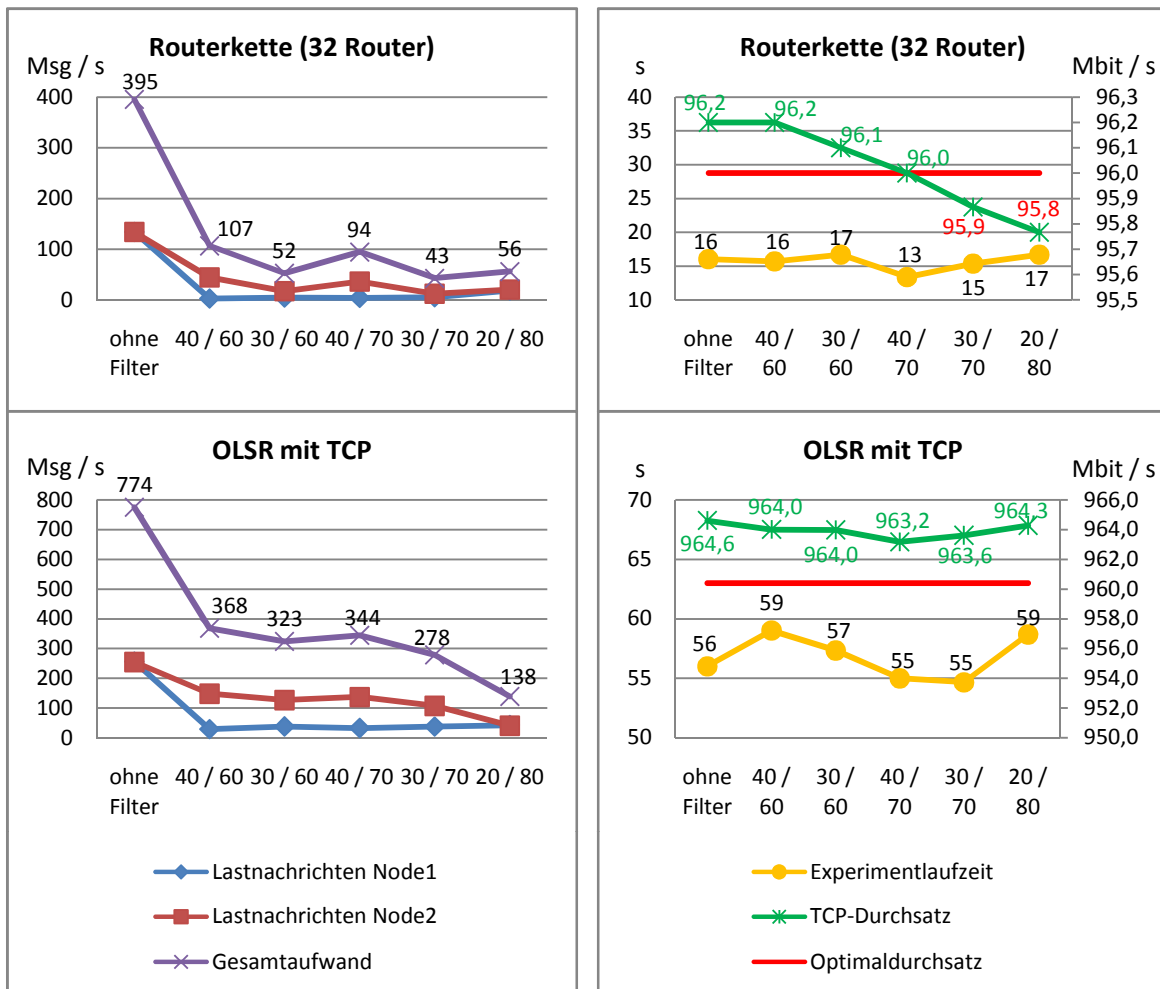 Routerkette (32 Router)
Msg / s
395
400
300
200
100
0
107
52
94
43
56
ohne Filter
40 / 60
30 / 60
40 / 70
30 / 70
20 / 80
Routerkette (32 Router)
s
Mbit / s
40
35
30
25
20
15
10
96,3
96,2
96,1
96,0
95,9
95,8
95,7
95,6
95,5
96,2
96,2
96,1
96,0
95,9
95,8
16
16
17
13
15
17
ohne Filter
40 / 60
30 / 60
40 / 70
30 / 70
20 / 80
OLSR mit TCP
Msg / s
774
800
700
600
500
400
300
200
100
0
368
323
344
278
138
ohne Filter
40 / 60
30 / 60
40 / 70
30 / 70
20 / 80
Lastnachrichten Node1
Lastnachrichten Node2
Gesamtaufwand
OLSR mit TCP
s
Mbit / s
70
65
60
55
50
966,0
964,0
962,0
960,0
958,0
956,0
954,0
952,0
950,0
964,6
964,0
964,0
963,2
963,6
964,3
56
59
57
55
55
59
ohne Filter
40 / 60
30 / 60
40 / 70
30 / 70
20 / 80
Experimentlaufzeit
TCP-Durchsatz
Optimaldurchsatz